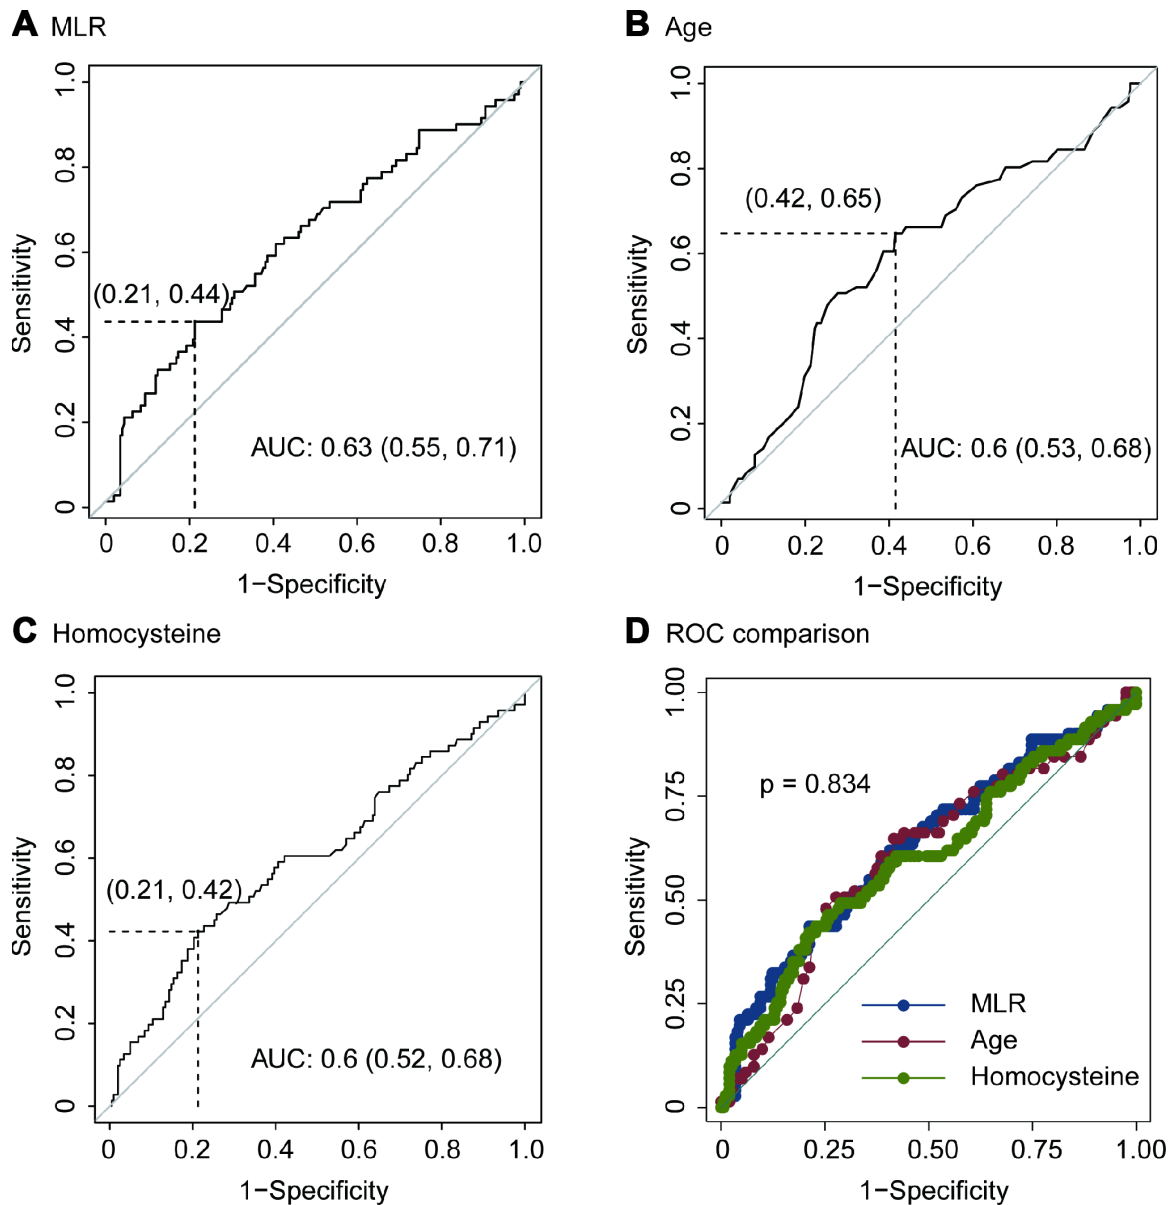 A MLR
Sensitivity
1.0
0.8
0.6
0.4
0.2
0
(0.21, 0.44)
AUC: 0.63 (0.55, 0.71)
0 0.2 0.4 0.6 0.8 1.0
1−Specificity
B Age
Sensitivity
1.0
0.8
0.6
0.4
0.2
0
(0.42, 0.65)
AUC: 0.6 (0.53, 0.68)
0 0.2 0.4 0.6 0.8 1.0
1−Specificity
C Homocysteine
Sensitivity
1.0
0.8
0.6
0.4
0.2
0
(0.21, 0.42)
AUC: 0.6 (0.52, 0.68)
0 0.2 0.4 0.6 0.8 1.0
1−Specificity
D ROC comparison
Sensitivity
1.00
0.75
0.50
0.25
0
p = 0.834
MLR
Age
Homocysteine
0 0.25 0.50 0.75 1.00
1−Specificity